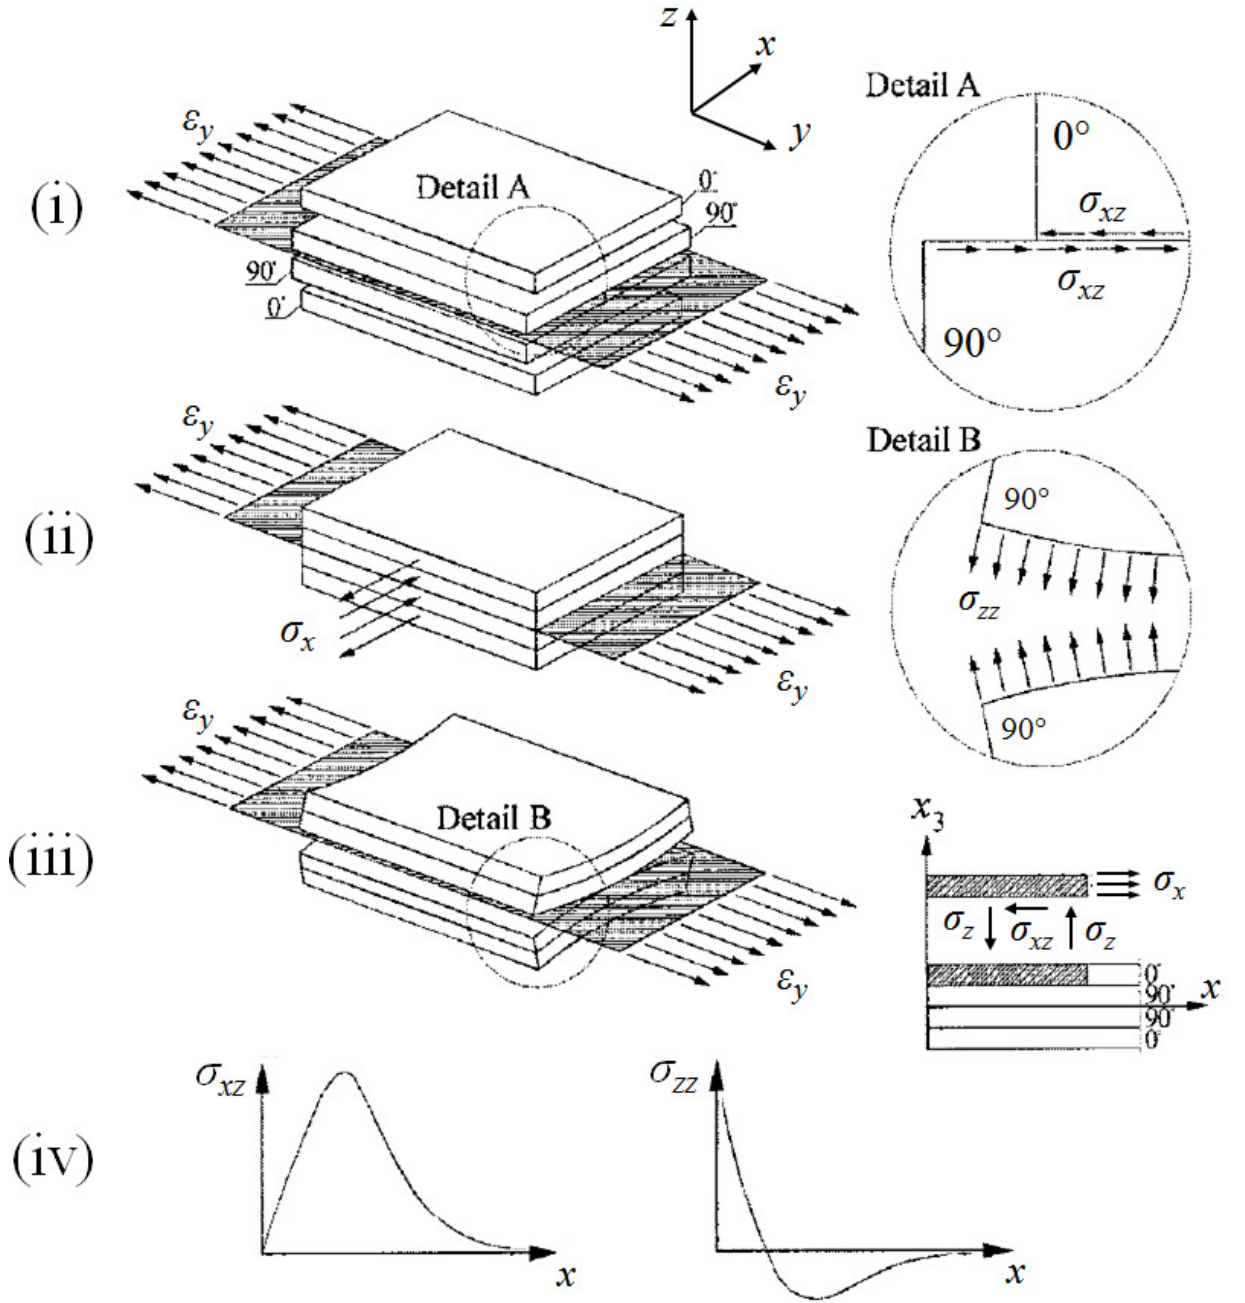 z
x
y
Detail A
(i)
εy
Detail A
0°
90°
90°
0°
εy
0°
σxz
σxz
90°
Detail B
(ii)
εy
σx
εy
90°
σzz
90°
(iii)
εy
Detail B
εy
x3
σx
σz
σxz
σz
0°
90°
90°
0°
x
(iv)
σxz
x
σzz
x